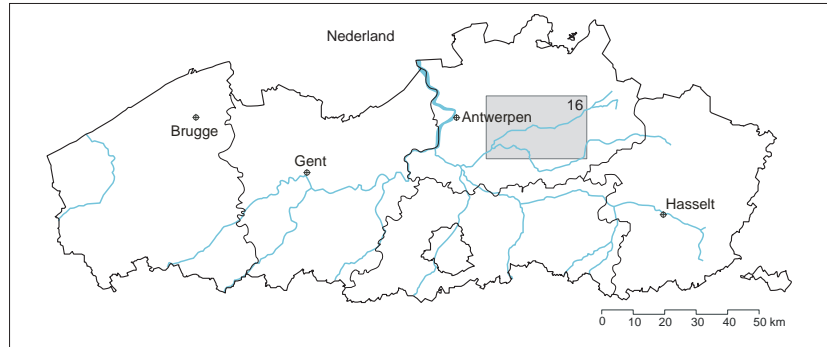 Nederland
16
Antwerpen
Brugge
Gent
Hasselt
0 10 20 30 40 50 km